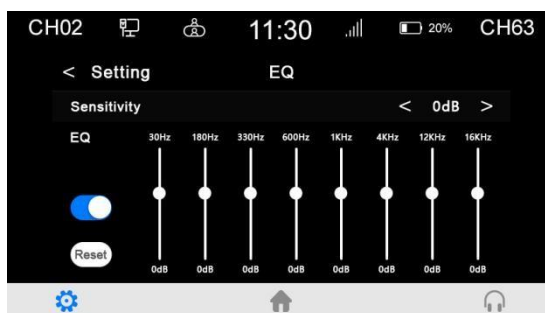 CH02 11:30 20% CH63
< Setting EQ
Sensitivity < 0dB >
EQ 30Hz 180Hz 330Hz 600Hz 1KHz 4KHz 12KHz 16KHz
Reset
0dB 0dB 0dB 0dB 0dB 0dB 0dB 0dB